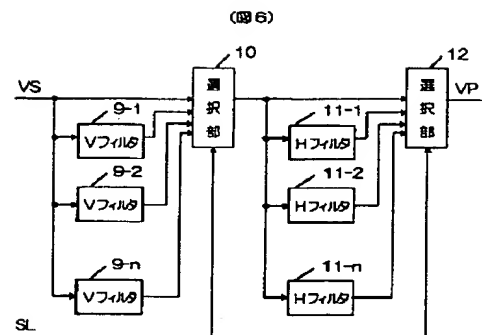 (図6)
10
12
VS
選択部
選択部
VP
9-1
Vフィルタ
11-1
Hフィルタ
9-2
Vフィルタ
11-2
Hフィルタ
9-n
Vフィルタ
11-n
Hフィルタ
SL